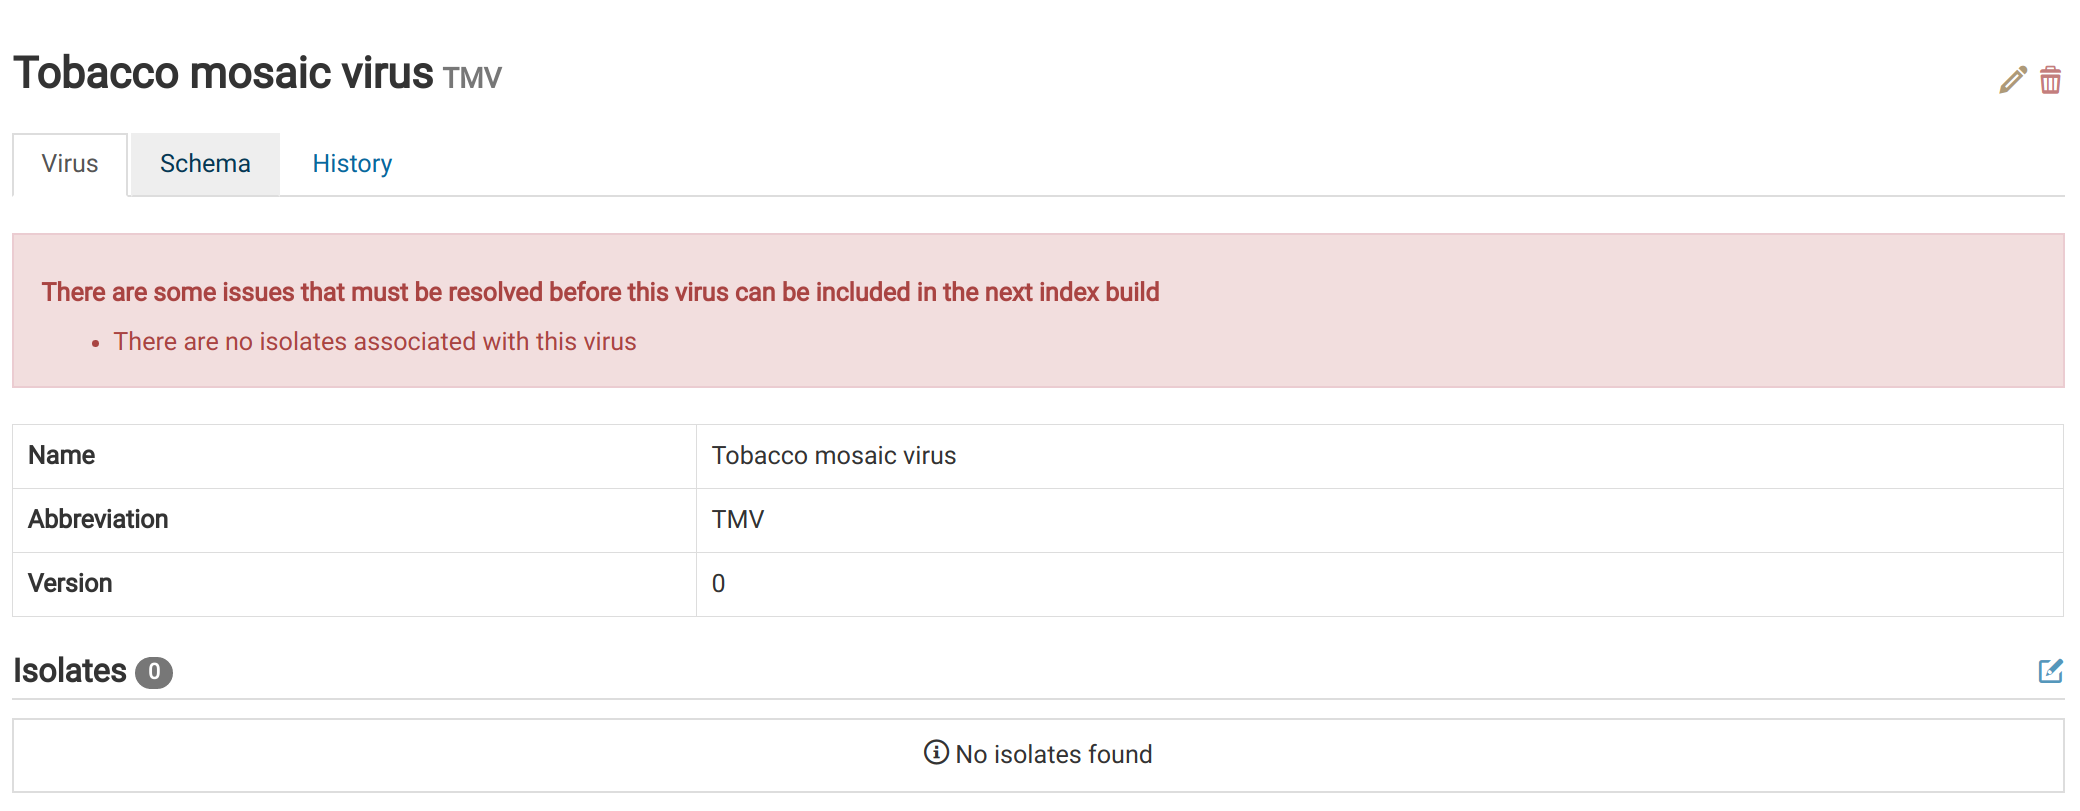 Tobacco mosaic virus TMV
Virus Schema History
There are some issues that must be resolved before this virus can be included in the next index build
• There are no isolates associated with this virus
Name Tobacco mosaic virus
Abbreviation TMV
Version 0
Isolates 0
No isolates found